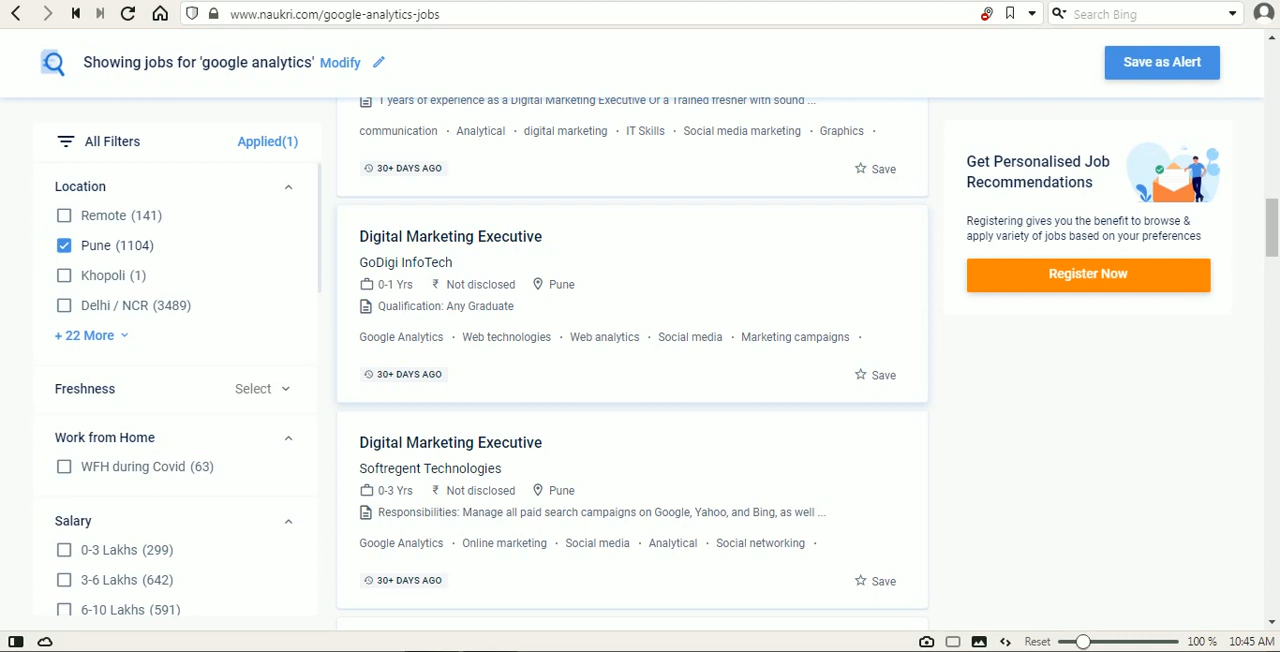 www.naukri.com/google-analytics-jobs
Search Bing
Showing jobs for 'google analytics' Modify
Save as Alert
All Filters
Applied(1)
Location
Remote (141)
Pune (1104)
Khopoli (1)
Delhi / NCR (3489)
+ 22 More
Freshness
Select
Work from Home
WFH during Covid (63)
Salary
0-3 Lakhs (299)
3-6 Lakhs (642)
6-10 Lakhs (591)
1 years of experience as a Digital Marketing Executive Or a Trained fresher with sound ...
communication · Analytical · digital marketing · IT Skills · Social media marketing · Graphics ·
30+ DAYS AGO
Save
Digital Marketing Executive
GoDigi InfoTech
0-1 Yrs ₹ Not disclosed Pune
Qualification: Any Graduate
Google Analytics · Web technologies · Web analytics · Social media · Marketing campaigns ·
30+ DAYS AGO
Save
Digital Marketing Executive
Softregent Technologies
0-3 Yrs ₹ Not disclosed Pune
Responsibilities: Manage all paid search campaigns on Google, Yahoo, and Bing, as well ...
Google Analytics · Online marketing · Social media · Analytical · Social networking ·
30+ DAYS AGO
Save
Get Personalised Job
Recommendations
Registering gives you the benefit to browse &
apply variety of jobs based on your preferences
Register Now
Reset
100 %
10:45 AM